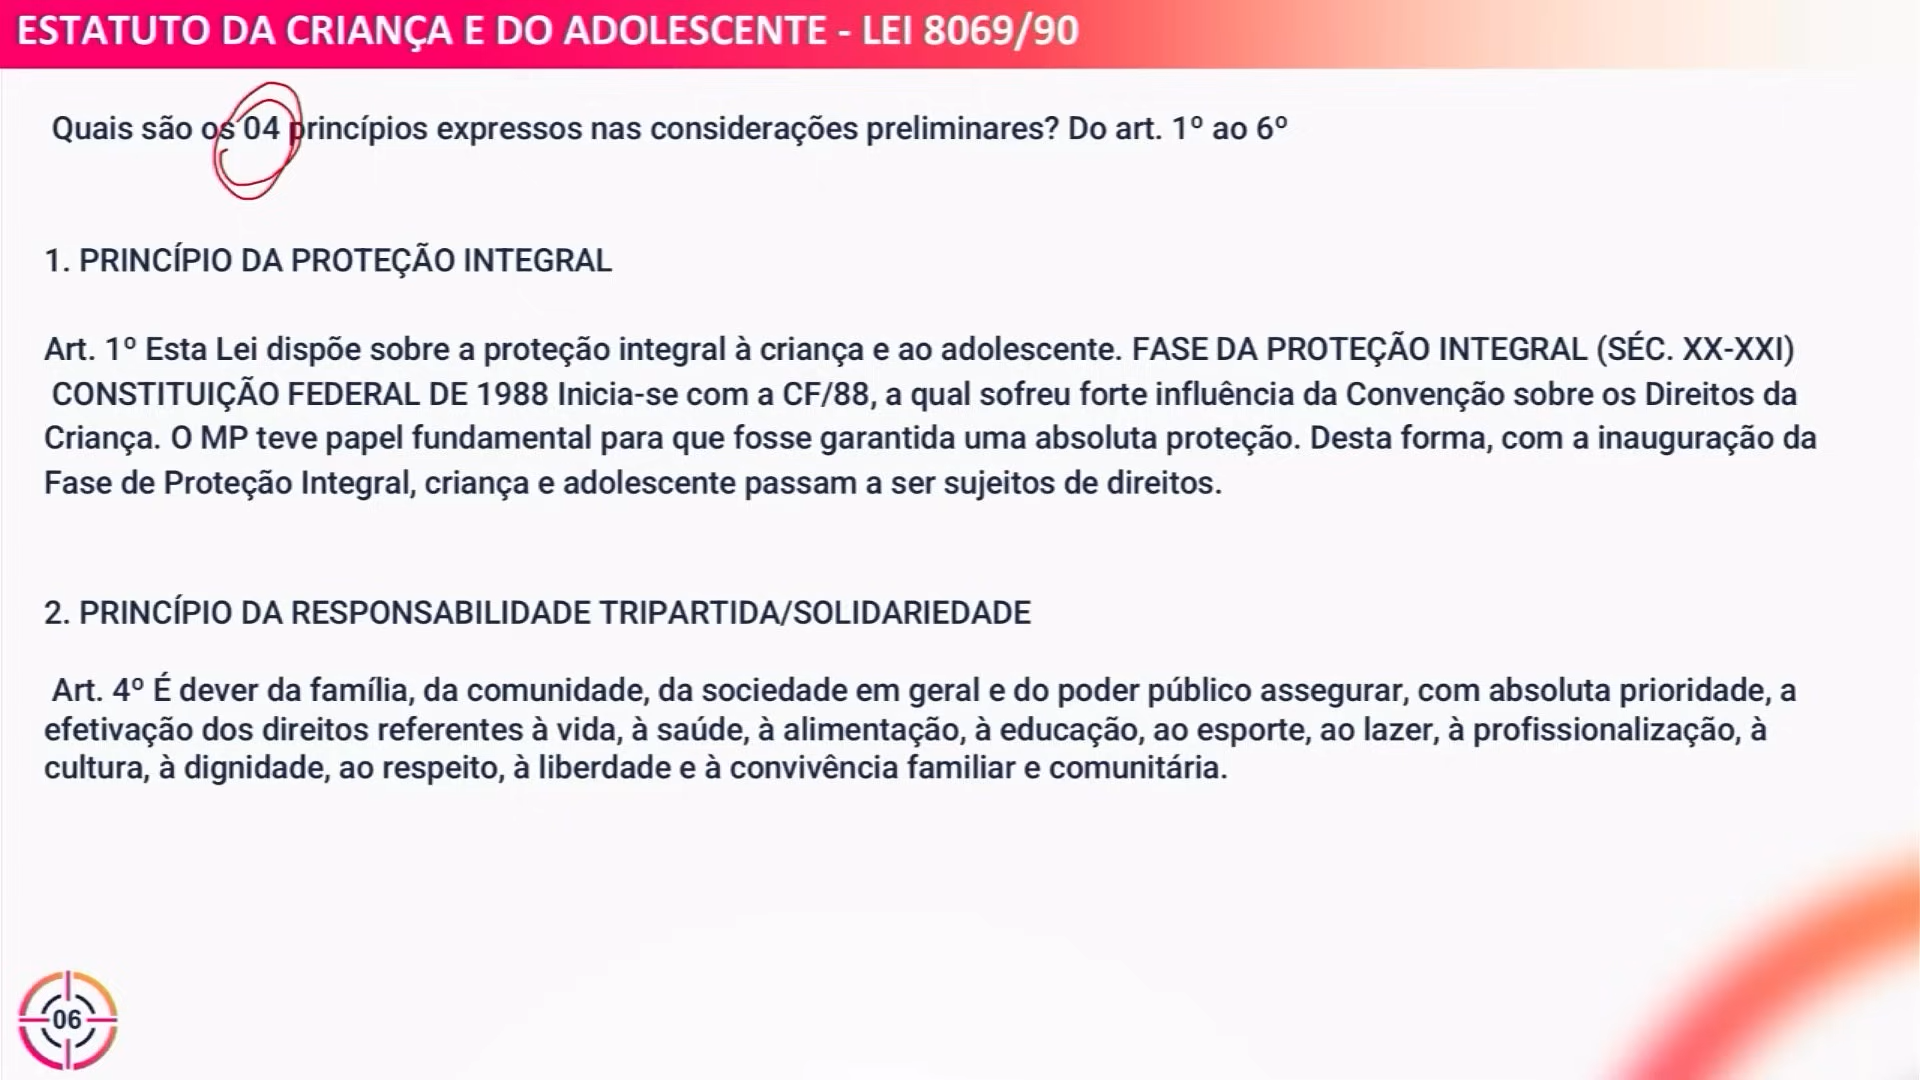 ESTATUTO DA CRIANÇA E DO ADOLESCENTE - LEI 8069/90
Quais são os 04 princípios expressos nas considerações preliminares? Do art. 1º ao 6º
1. PRINCÍPIO DA PROTEÇÃO INTEGRAL
Art. 1º Esta Lei dispõe sobre a proteção integral à criança e ao adolescente. FASE DA PROTEÇÃO INTEGRAL (SÉC. XX-XXI)
CONSTITUIÇÃO FEDERAL DE 1988 Inicia-se com a CF/88, a qual sofreu forte influência da Convenção sobre os Direitos da
Criança. O MP teve papel fundamental para que fosse garantida uma absoluta proteção. Desta forma, com a inauguração da
Fase de Proteção Integral, criança e adolescente passam a ser sujeitos de direitos.
2. PRINCÍPIO DA RESPONSABILIDADE TRIPARTIDA/SOLIDARIEDADE
Art. 4º É dever da família, da comunidade, da sociedade em geral e do poder público assegurar, com absoluta prioridade, a
efetivação dos direitos referentes à vida, à saúde, à alimentação, à educação, ao esporte, ao lazer, à profissionalização, à
cultura, à dignidade, ao respeito, à liberdade e à convivência familiar e comunitária.
06